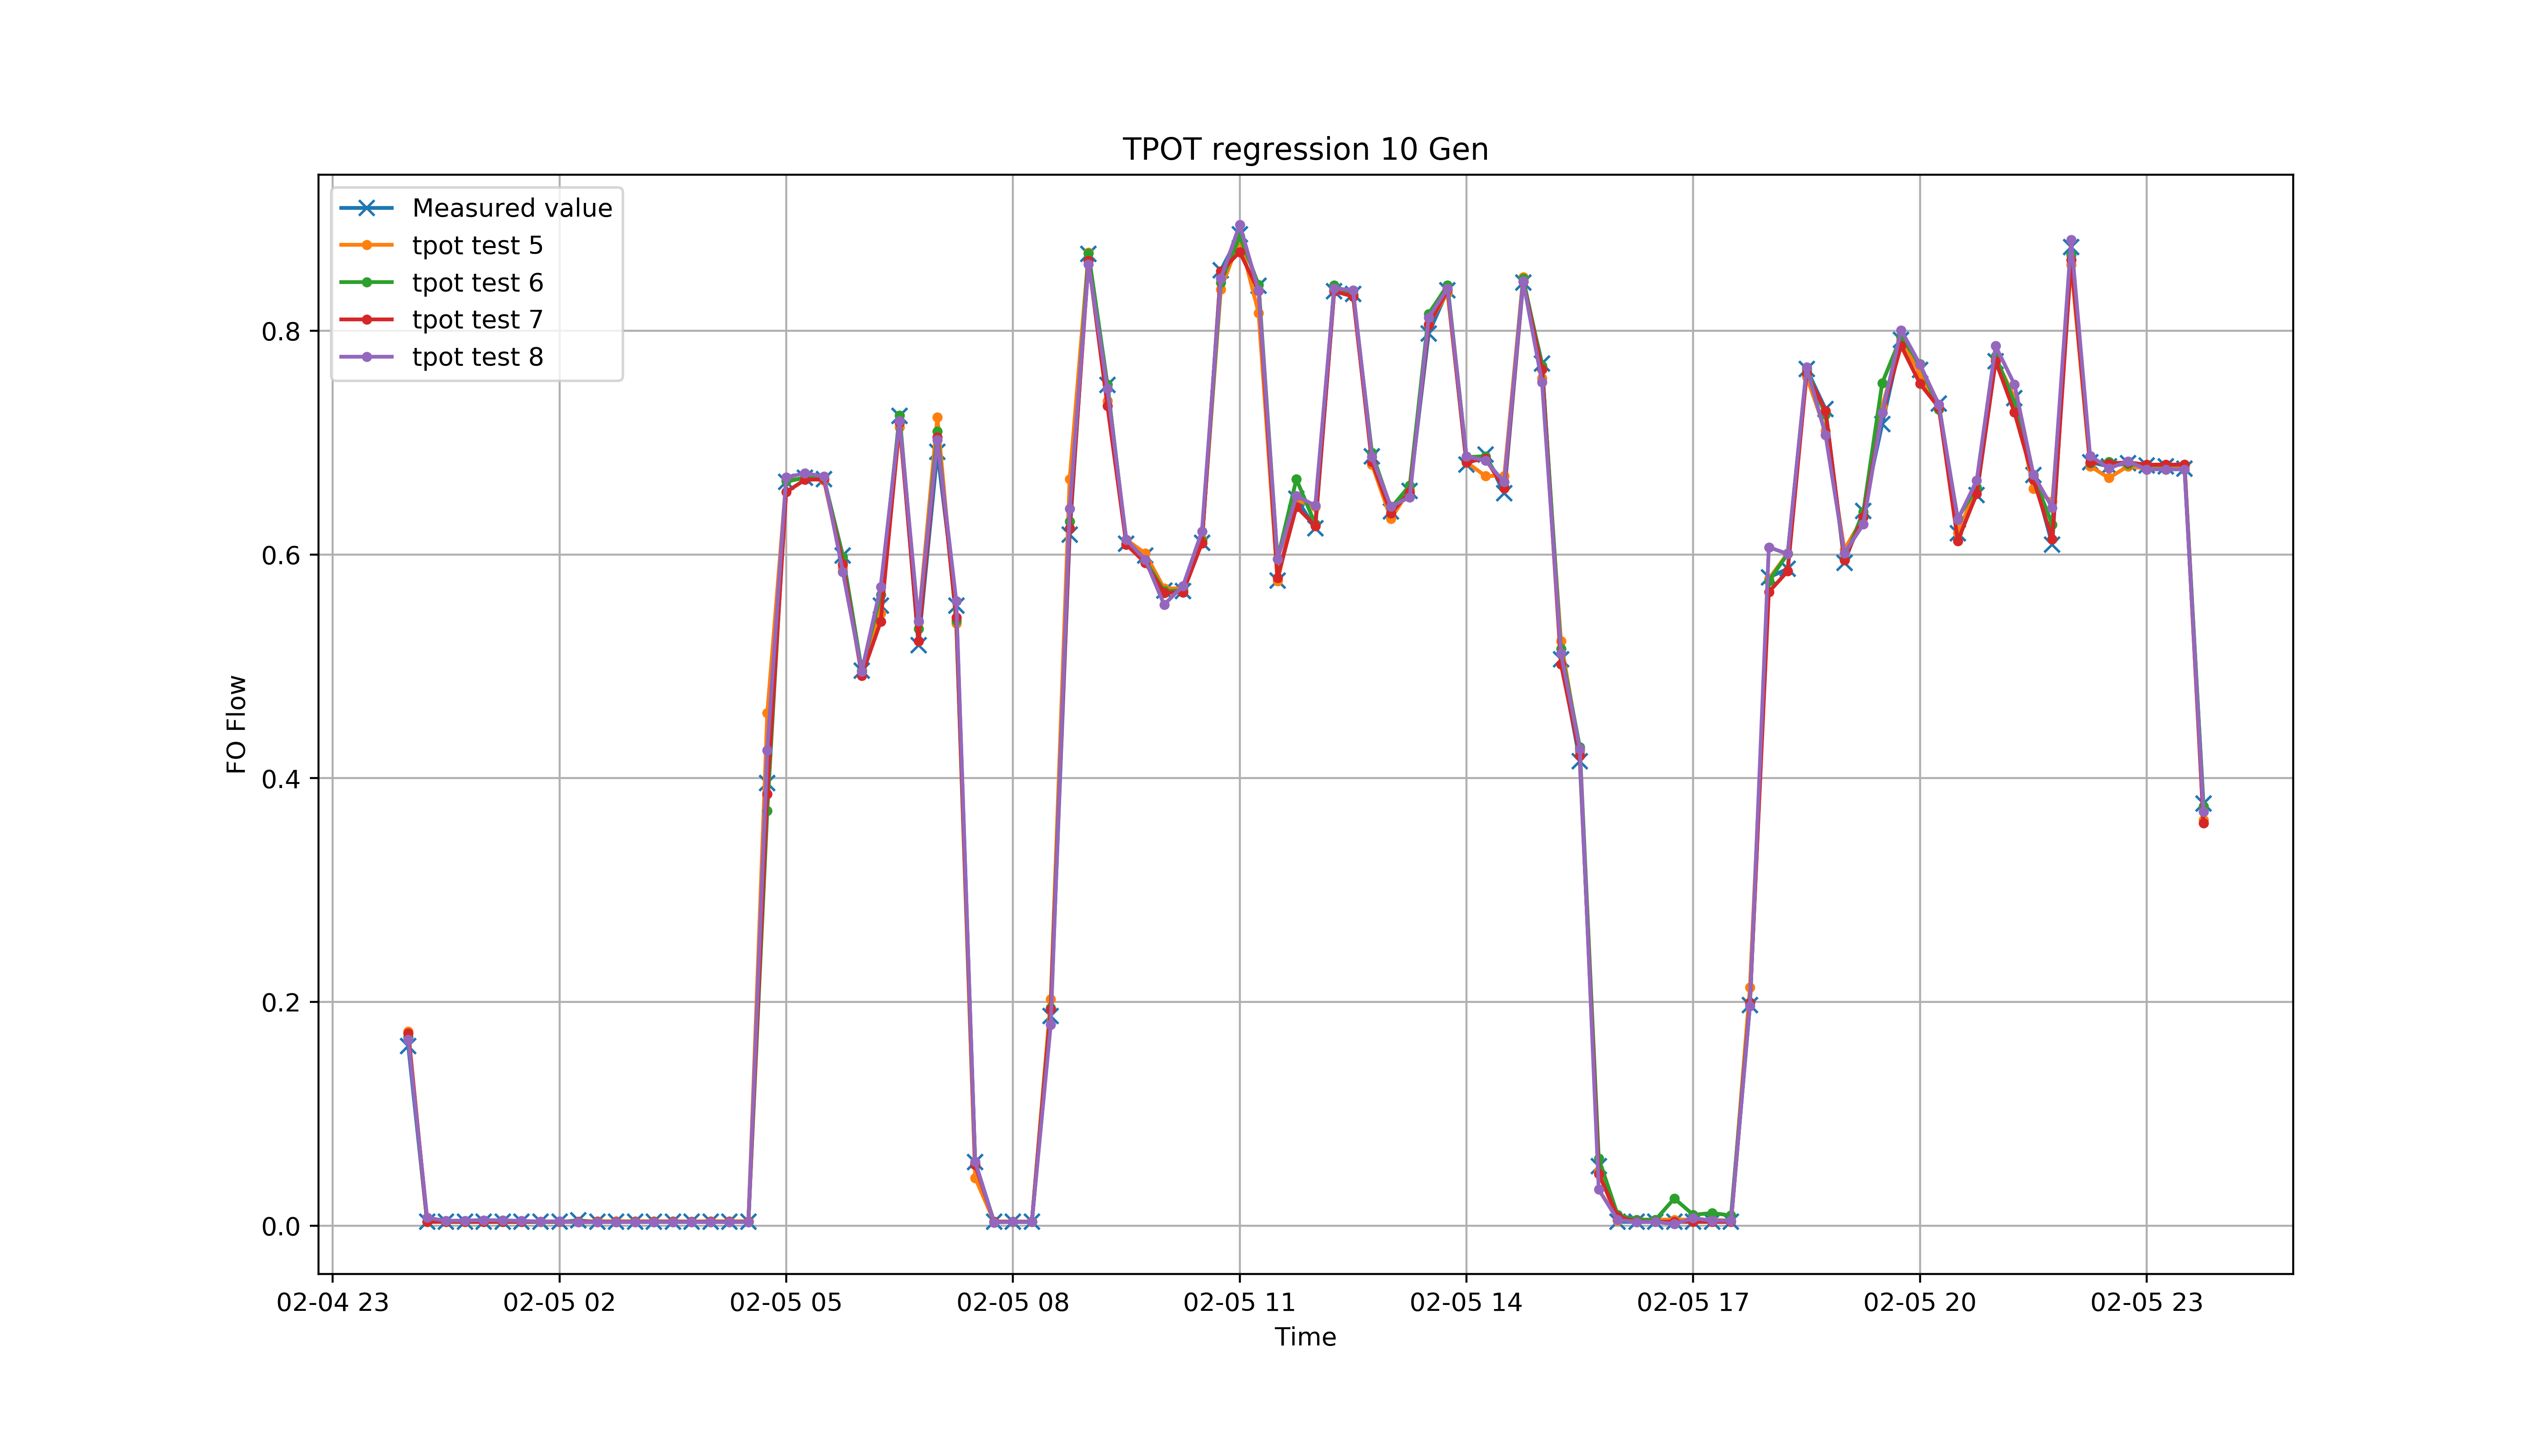 TPOT regression 10 Gen
Measured value
tpot test 5
tpot test 6
tpot test 7
tpot test 8
0.8
0.6
0.4
0.2
0.0
FO Flow
02-04 23
02-05 02
02-05 05
02-05 08
02-05 11
02-05 14
02-05 17
02-05 20
02-05 23
Time